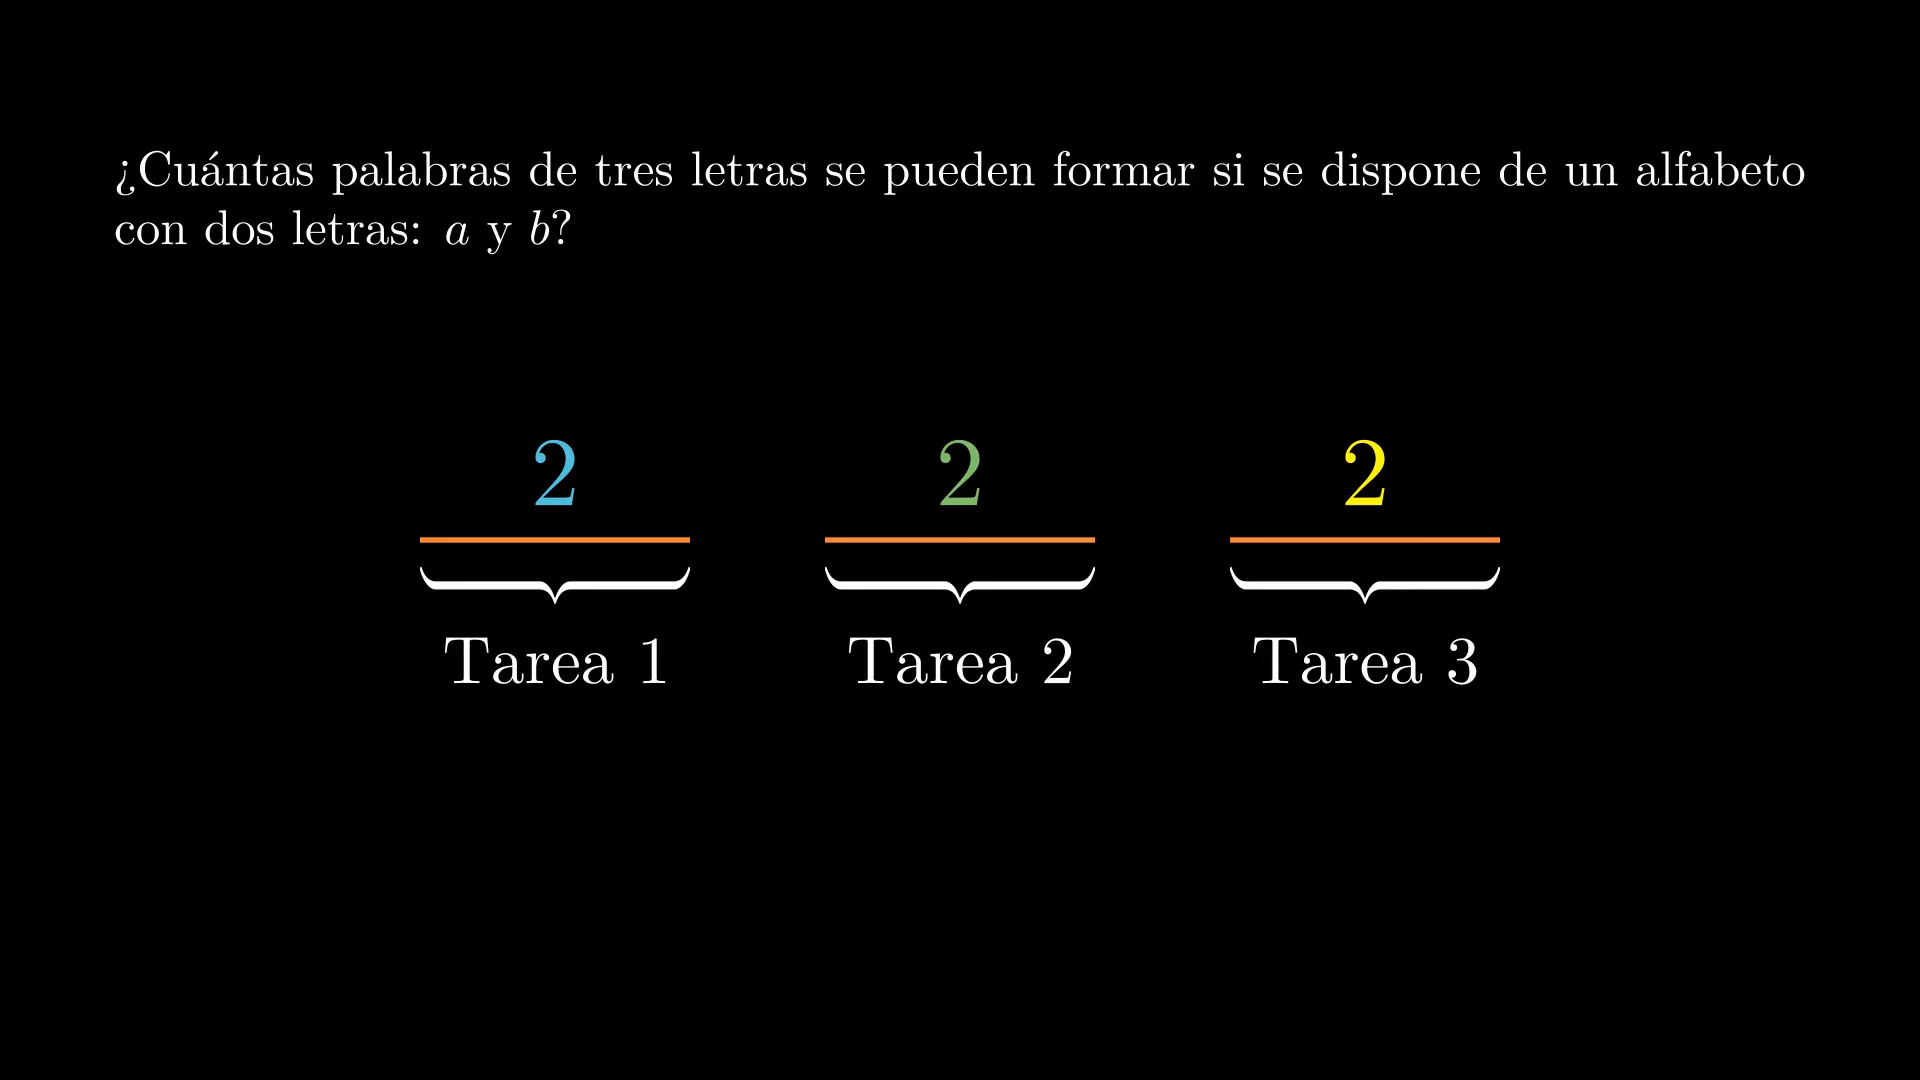 ¿Cuántas palabras de tres letras se pueden formar si se dispone de un alfabeto
con dos letras: a y b?
2 2 2
Tarea 1 Tarea 2 Tarea 3